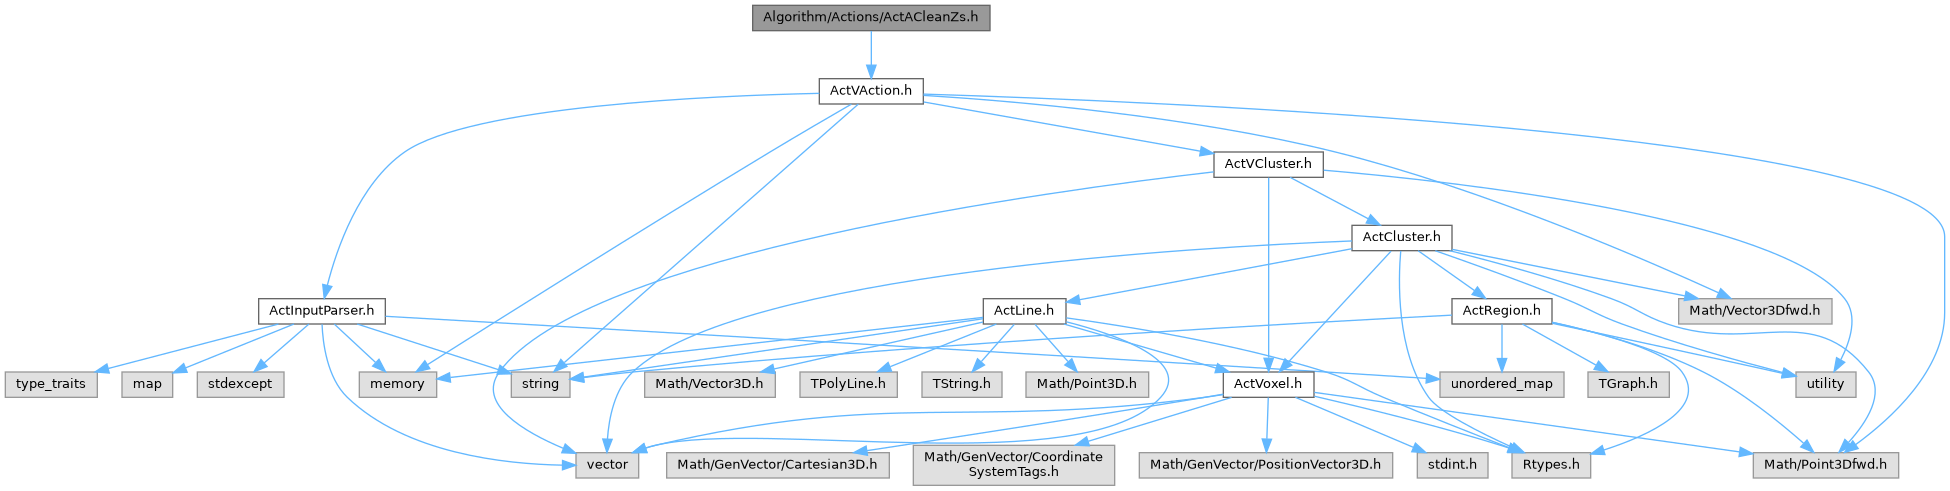 Algorithm/Actions/ActACleanZs.h
ActVAction.h
ActVCluster.h
ActCluster.h
ActInputParser.h
ActLine.h
ActRegion.h
Math/Vector3Dfwd.h
type_traits
map
stdexcept
memory
string
Math/Vector3D.h
TPolyLine.h
TString.h
Math/Point3D.h
ActVoxel.h
unordered_map
TGraph.h
utility
vector
Math/GenVector/Cartesian3D.h
Math/GenVector/Coordinate
SystemTags.h
Math/GenVector/PositionVector3D.h
stdint.h
Rtypes.h
Math/Point3Dfwd.h